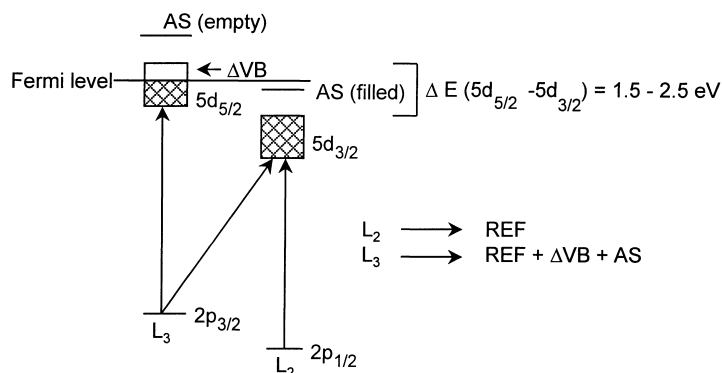 AS (empty)
ΔVB
Fermi level
5d5/2
AS (filled)
Δ E (5d5/2 -5d3/2) = 1.5 - 2.5 eV
5d3/2
L2 → REF
L3 → REF + ΔVB + AS
2p3/2
L3
2p1/2
L2